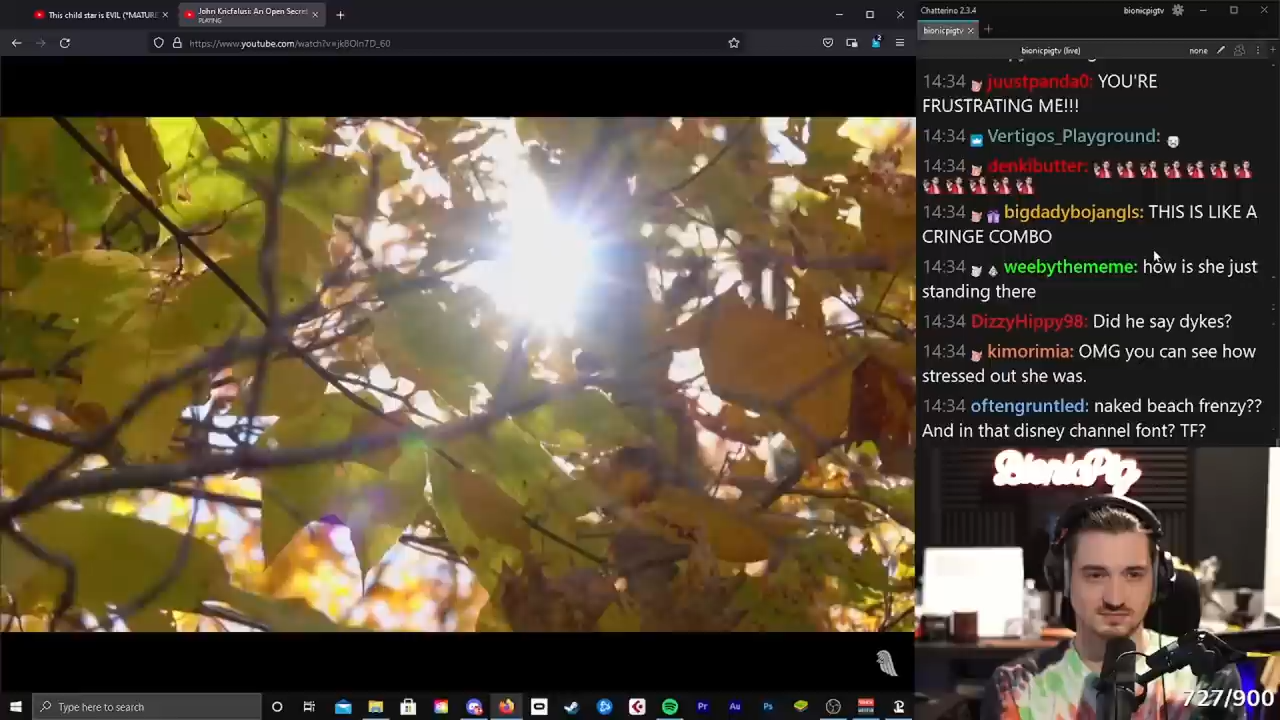 This child star is EVIL (*MATURE
John Kricfalusi: An Open Secret
PLAYING
https://www.youtube.com/watch?v=jk8OIn7D_60
Chatterino 2.3.4
bionicpigtv
bionicpigtv
bionicpigtv (live)
none
14:34 juustpanda0: YOU'RE
FRUSTRATING ME!!!
14:34 Vertigos_Playground:
14:34 denkibutter:
14:34 bigdadybojangls: THIS IS LIKE A
CRINGE COMBO
14:34 weebythememe: how is she just
standing there
14:34 DizzyHippy98: Did he say dykes?
14:34 kimorimia: OMG you can see how
stressed out she was.
14:34 oftengruntled: naked beach frenzy??
And in that disney channel font? TF?
BionicPig
Type here to search
Pr
Au
Ps
727/900